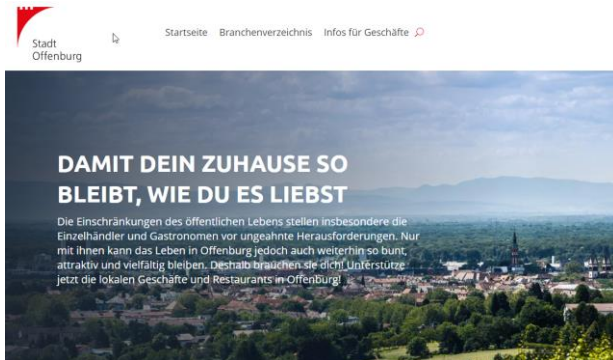 Stadt
Offenburg
Startseite Branchenverzeichnis Infos für Geschäfte
DAMIT DEIN ZUHAUSE SO
BLEIBT, WIE DU ES LIEBST
Die Einschränkungen des öffentlichen Lebens stellen insbesondere die
Einzelhändler und Gastronomen vor ungeahnte Herausforderungen. Nur
mit ihnen kann das Leben in Offenburg jedoch auch weiterhin so bunt,
attraktiv und vielfältig bleiben. Deshalb brauchen sie dich! Unterstütze
jetzt die lokalen Geschäfte und Restaurants in Offenburg!